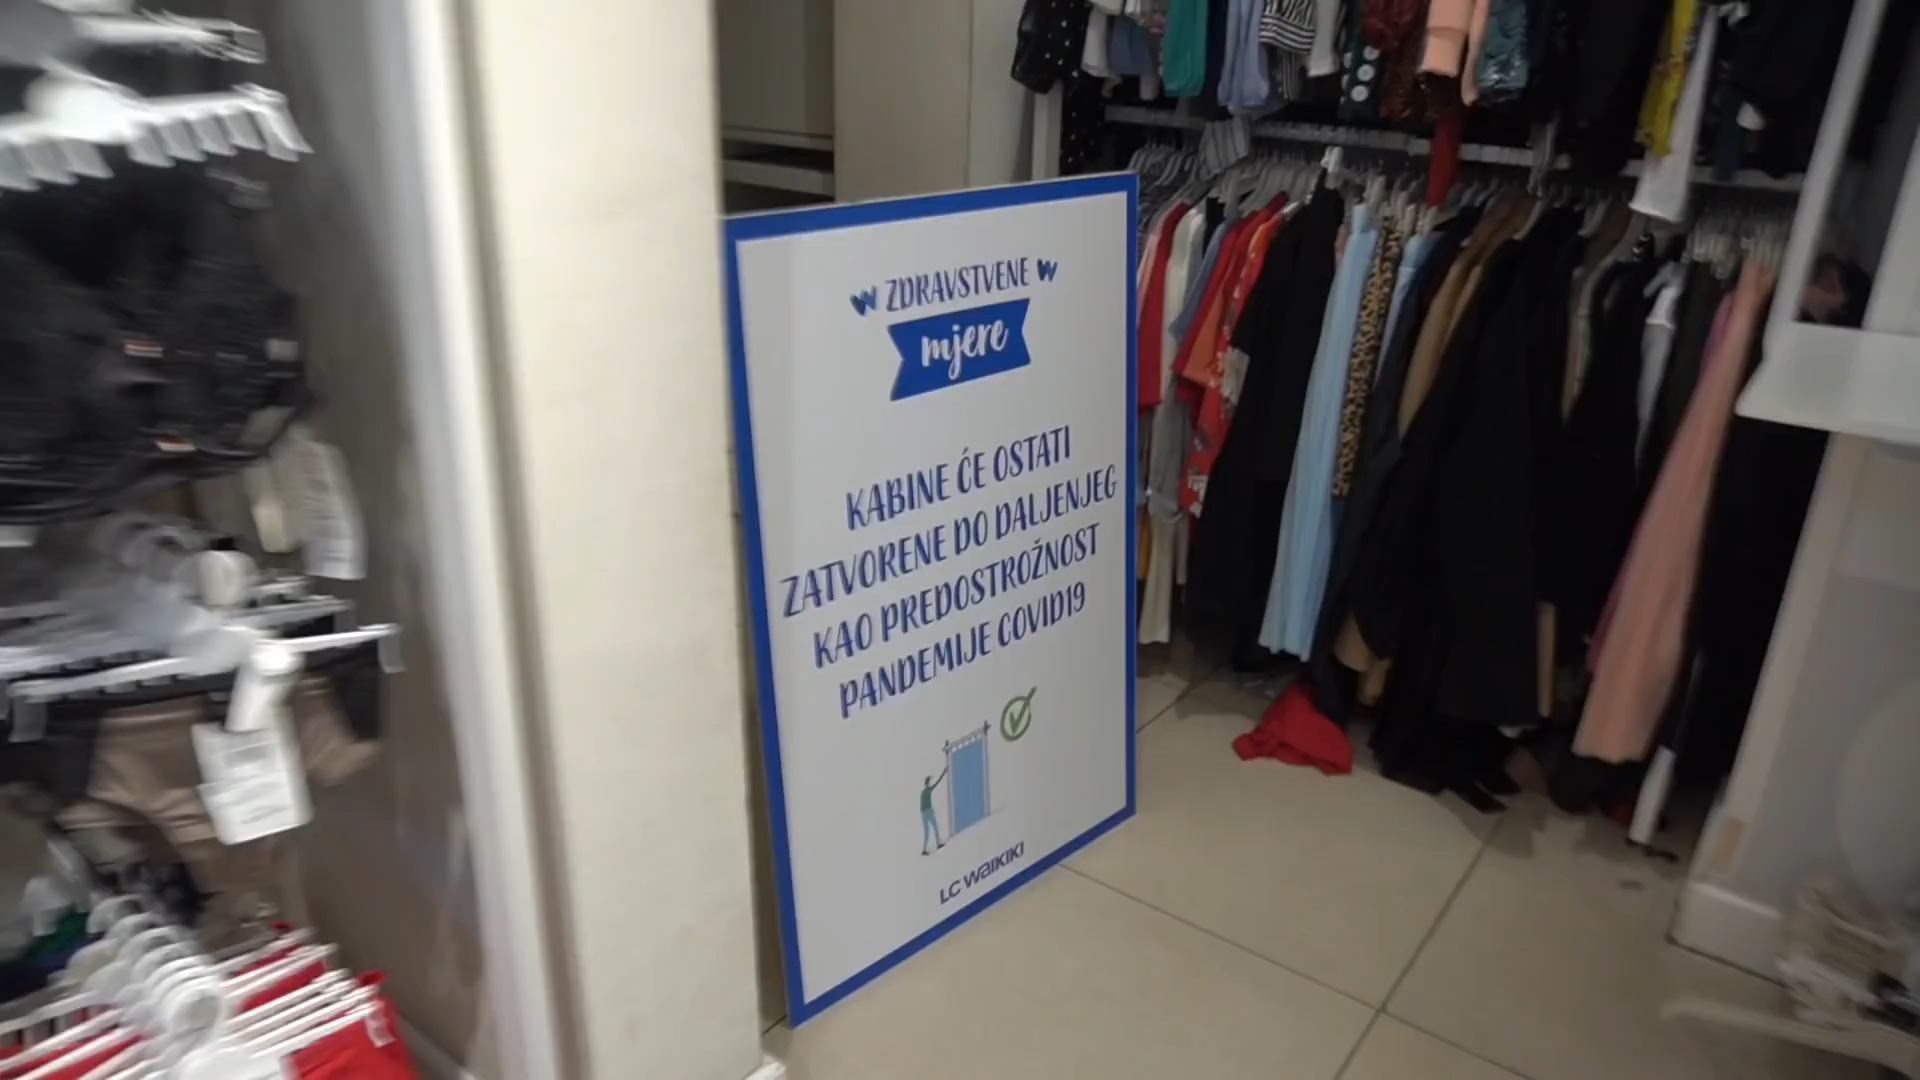 ZDRAVSTVENE
mjere
KABINE ĆE OSTATI
ZATVORENE DO DALJENJEG
KAO PREDOSTROŽNOST
PANDEMIJE COVID19
LC WAIKIKI